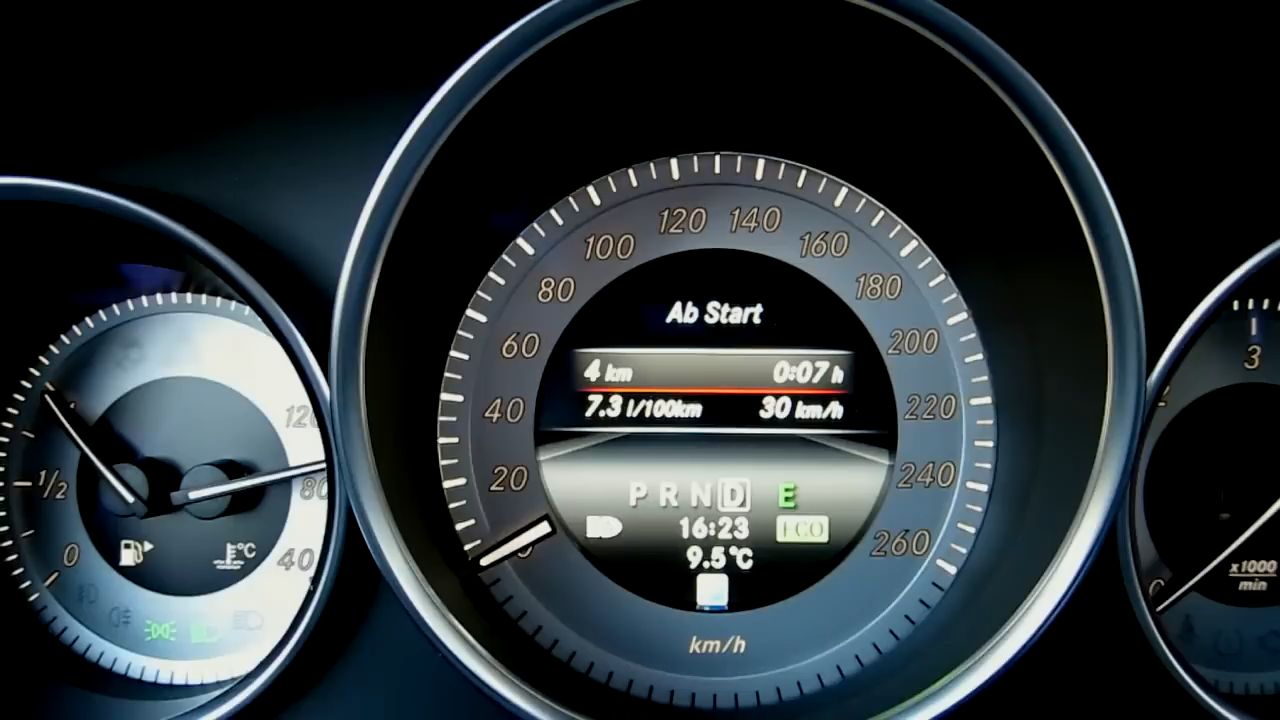 Ab Start
4 km 0:07 h
7.3 l/100km 30 km/h
P R N D E
16:23 ECO
9.5°C
20
40
60
80
100
120
140
160
180
200
220
240
260
km/h
1/2
0
°C
120
80
40
3
x1000
min